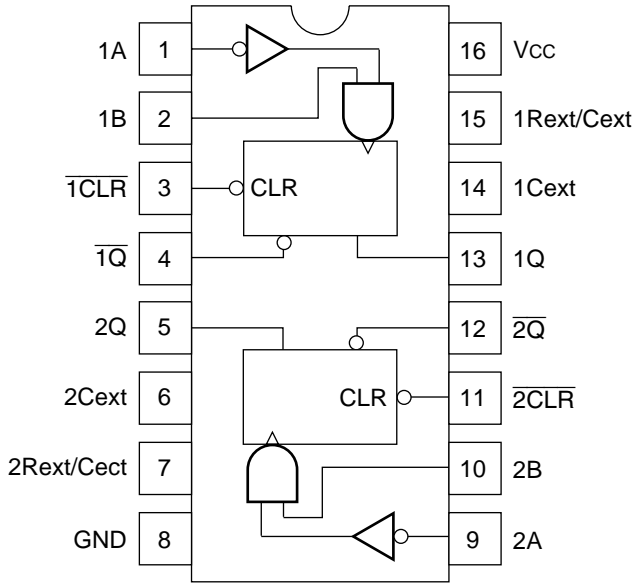 1A 1 16 Vcc
1B 2 15 1Rext/Cext
1CLR 3 CLR 14 1Cext
1Q 4 13 1Q
2Q 5 12 2Q
2Cext 6 CLR 11 2CLR
2Rext/Cect 7 10 2B
GND 8 9 2A